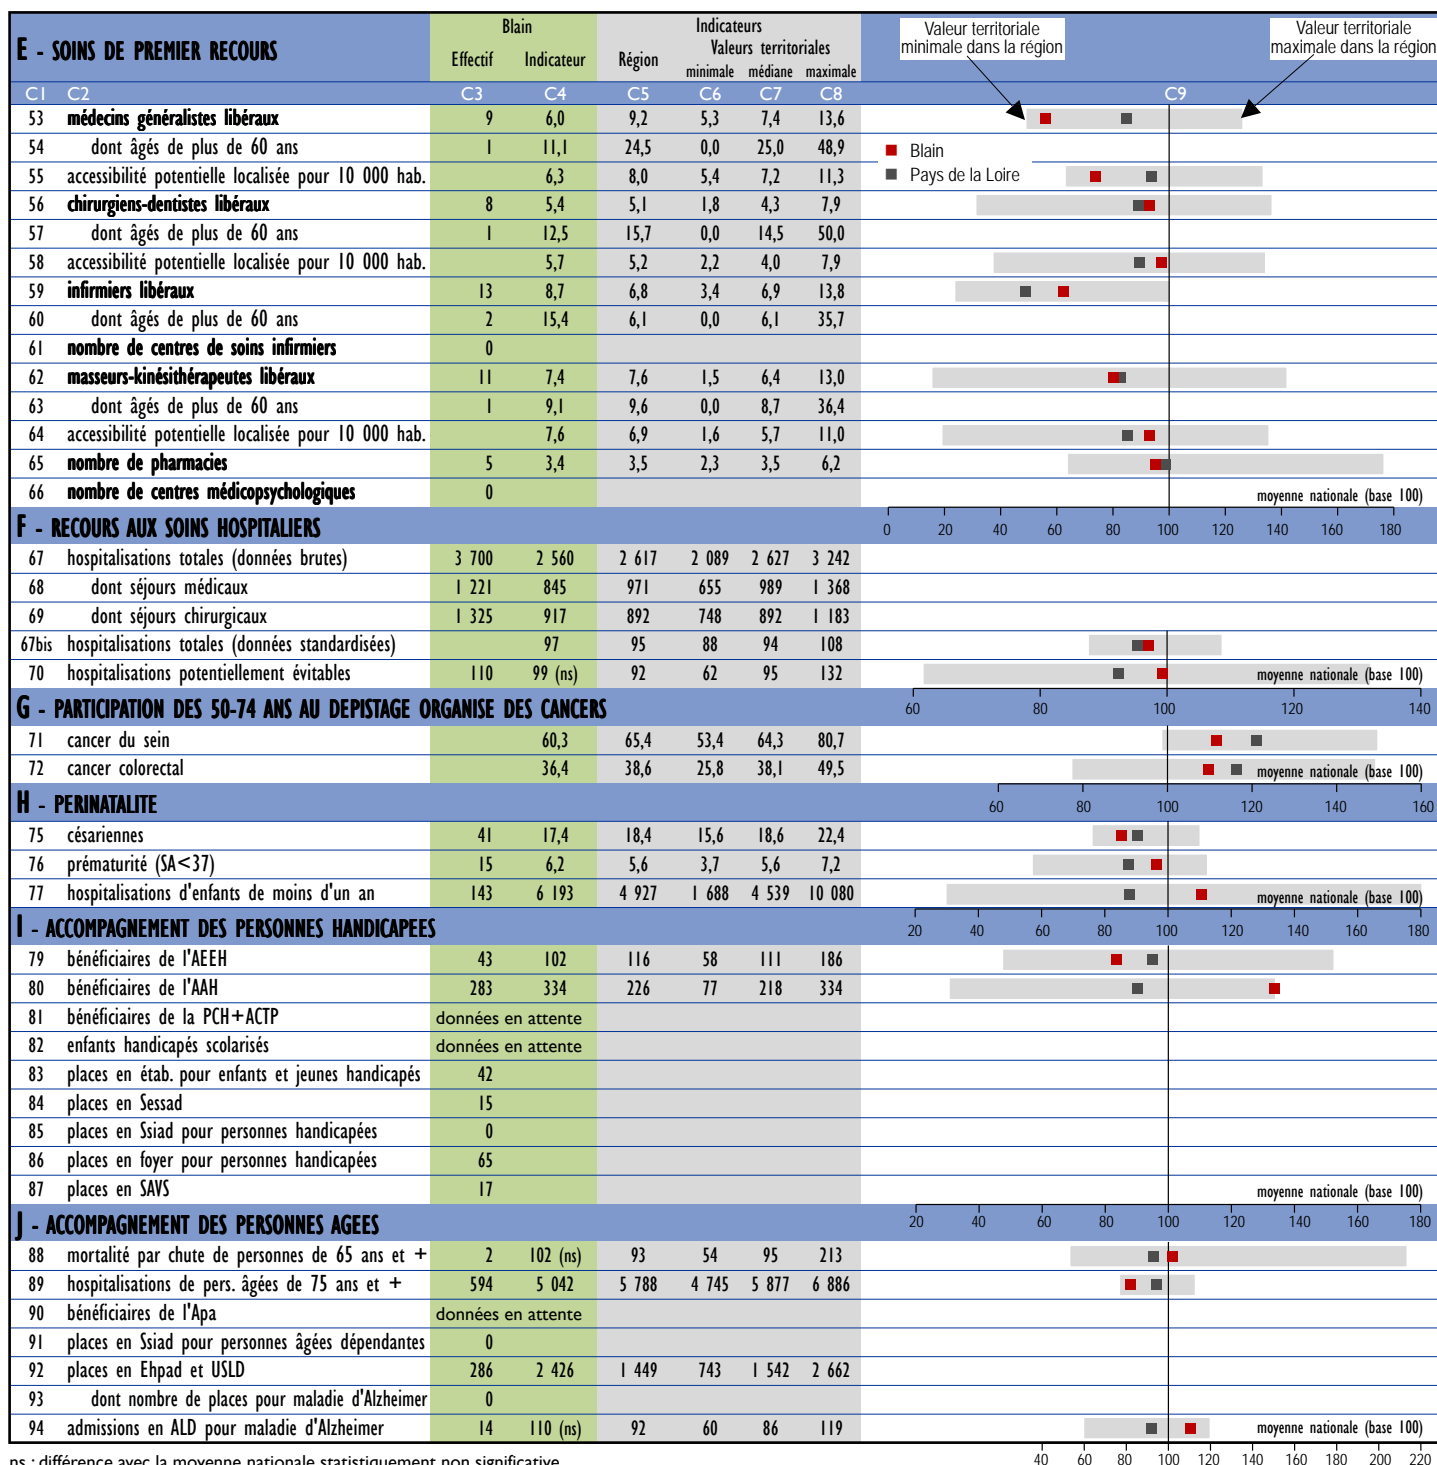 E - SOINS DE PREMIER RECOURS
Blain
Effectif Indicateur
Indicateurs
Région
Valeurs territoriales
minimale médiane maximale
Valeur territoriale
minimale dans la région
Valeur territoriale
maximale dans la région
C1 C2 C3 C4 C5 C6 C7 C8 C9
53 médecins généralistes libéraux 9 6,0 9,2 5,3 7,4 13,6
54 dont âgés de plus de 60 ans 1 11,1 24,5 0,0 25,0 48,9
Blain
55 accessibilité potentielle localisée pour 10 000 hab. 6,3 8,0 5,4 7,2 11,3
Pays de la Loire
56 chirurgiens-dentistes libéraux 8 5,4 5,1 1,8 4,3 7,9
57 dont âgés de plus de 60 ans 1 12,5 15,7 0,0 14,5 50,0
58 accessibilité potentielle localisée pour 10 000 hab. 5,7 5,2 2,2 4,0 7,9
59 infirmiers libéraux 13 8,7 6,8 3,4 6,9 13,8
60 dont âgés de plus de 60 ans 2 15,4 6,1 0,0 6,1 35,7
61 nombre de centres de soins infirmiers 0
62 masseurs-kinésithérapeutes libéraux 11 7,4 7,6 1,5 6,4 13,0
63 dont âgés de plus de 60 ans 1 9,1 9,6 0,0 8,7 36,4
64 accessibilité potentielle localisée pour 10 000 hab. 7,6 6,9 1,6 5,7 11,0
65 nombre de pharmacies 5 3,4 3,5 2,3 3,5 6,2
66 nombre de centres médicopsychologiques 0 moyenne nationale (base 100)
F - RECOURS AUX SOINS HOSPITALIERS 0 20 40 60 80 100 120 140 160 180
67 hospitalisations totales (données brutes) 3 700 2 560 2 617 2 089 2 627 3 242
68 dont séjours médicaux 1 221 845 971 655 989 1 368
69 dont séjours chirurgicaux 1 325 917 892 748 892 1 183
67bis hospitalisations totales (données standardisées) 97 95 88 94 108
70 hospitalisations potentiellement évitables 110 99 (ns) 92 62 95 132 moyenne nationale (base 100)
G - PARTICIPATION DES 50-74 ANS AU DEPISTAGE ORGANISE DES CANCERS 60 80 100 120 140
71 cancer du sein 60,3 65,4 53,4 64,3 80,7
72 cancer colorectal 36,4 38,6 25,8 38,1 49,5 moyenne nationale (base 100)
H - PERINATALITE 60 80 100 120 140 160
75 césariennes 41 17,4 18,4 15,6 18,6 22,4
76 prématurité (SA<37) 15 6,2 5,6 3,7 5,6 7,2
77 hospitalisations d'enfants de moins d'un an 143 6 193 4 927 1 688 4 539 10 080 moyenne nationale (base 100)
I - ACCOMPAGNEMENT DES PERSONNES HANDICAPEES 20 40 60 80 100 120 140 160 180
79 bénéficiaires de l'AEEH 43 102 116 58 111 186
80 bénéficiaires de l'AAH 283 334 226 77 218 334
81 bénéficiaires de la PCH+ACTP données en attente
82 enfants handicapés scolarisés données en attente
83 places en étab. pour enfants et jeunes handicapés 42
84 places en Sessad 15
85 places en Ssiad pour personnes handicapées 0
86 places en foyer pour personnes handicapées 65
87 places en SAVS 17 moyenne nationale (base 100)
J - ACCOMPAGNEMENT DES PERSONNES AGEES 20 40 60 80 100 120 140 160 180
88 mortalité par chute de personnes de 65 ans et + 2 102 (ns) 93 54 95 213
89 hospitalisations de pers. âgées de 75 ans et + 594 5 042 5 788 4 745 5 877 6 886
90 bénéficiaires de l'Apa données en attente
91 places en Ssiad pour personnes âgées dépendantes 0
92 places en Ehpad et USLD 286 2 426 1 449 743 1 542 2 662
93 dont nombre de places pour maladie d'Alzheimer 0
94 admissions en ALD pour maladie d'Alzheimer 14 110 (ns) 92 60 86 119 moyenne nationale (base 100)
40 60 80 100 120 140 160 180 200 220
ns : différence avec la moyenne nationale statistiquement non significative